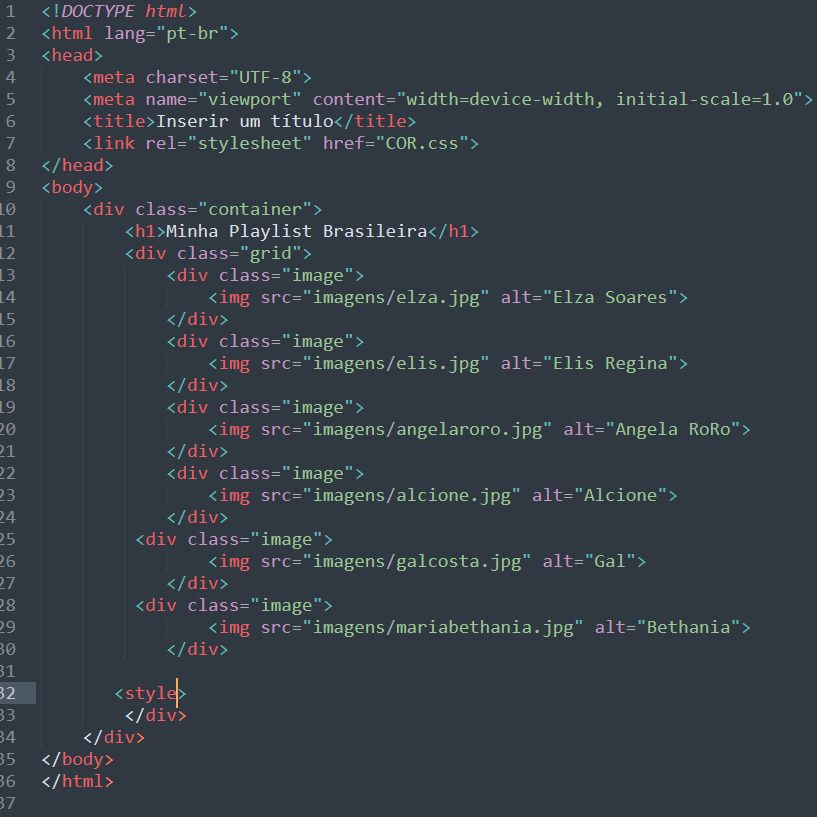 1 <!DOCTYPE html>
2 <html lang="pt-br">
3 <head>
4 <meta charset="UTF-8">
5 <meta name="viewport" content="width=device-width, initial-scale=1.0">
6 <title>Inserir um título</title>
7 <link rel="stylesheet" href="COR.css">
8 </head>
9 <body>
10 <div class="container">
11 <h1>Minha Playlist Brasileira</h1>
12 <div class="grid">
13 <div class="image">
14 <img src="imagens/elza.jpg" alt="Elza Soares">
15 </div>
16 <div class="image">
17 <img src="imagens/elis.jpg" alt="Elis Regina">
18 </div>
19 <div class="image">
20 <img src="imagens/angelaroro.jpg" alt="Angela RoRo">
21 </div>
22 <div class="image">
23 <img src="imagens/alcione.jpg" alt="Alcione">
24 </div>
25 <div class="image">
26 <img src="imagens/galcosta.jpg" alt="Gal">
27 </div>
28 <div class="image">
29 <img src="imagens/mariabethania.jpg" alt="Bethania">
30 </div>
31
32 <style>
33 </div>
34 </div>
35 </body>
36 </html>
37